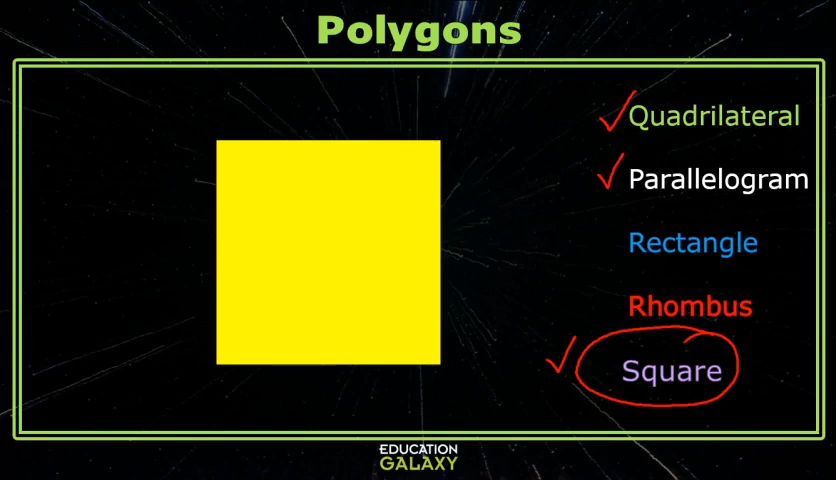 Polygons
Quadrilateral
Parallelogram
Rectangle
Rhombus
Square
EDUCATION
GALAXY